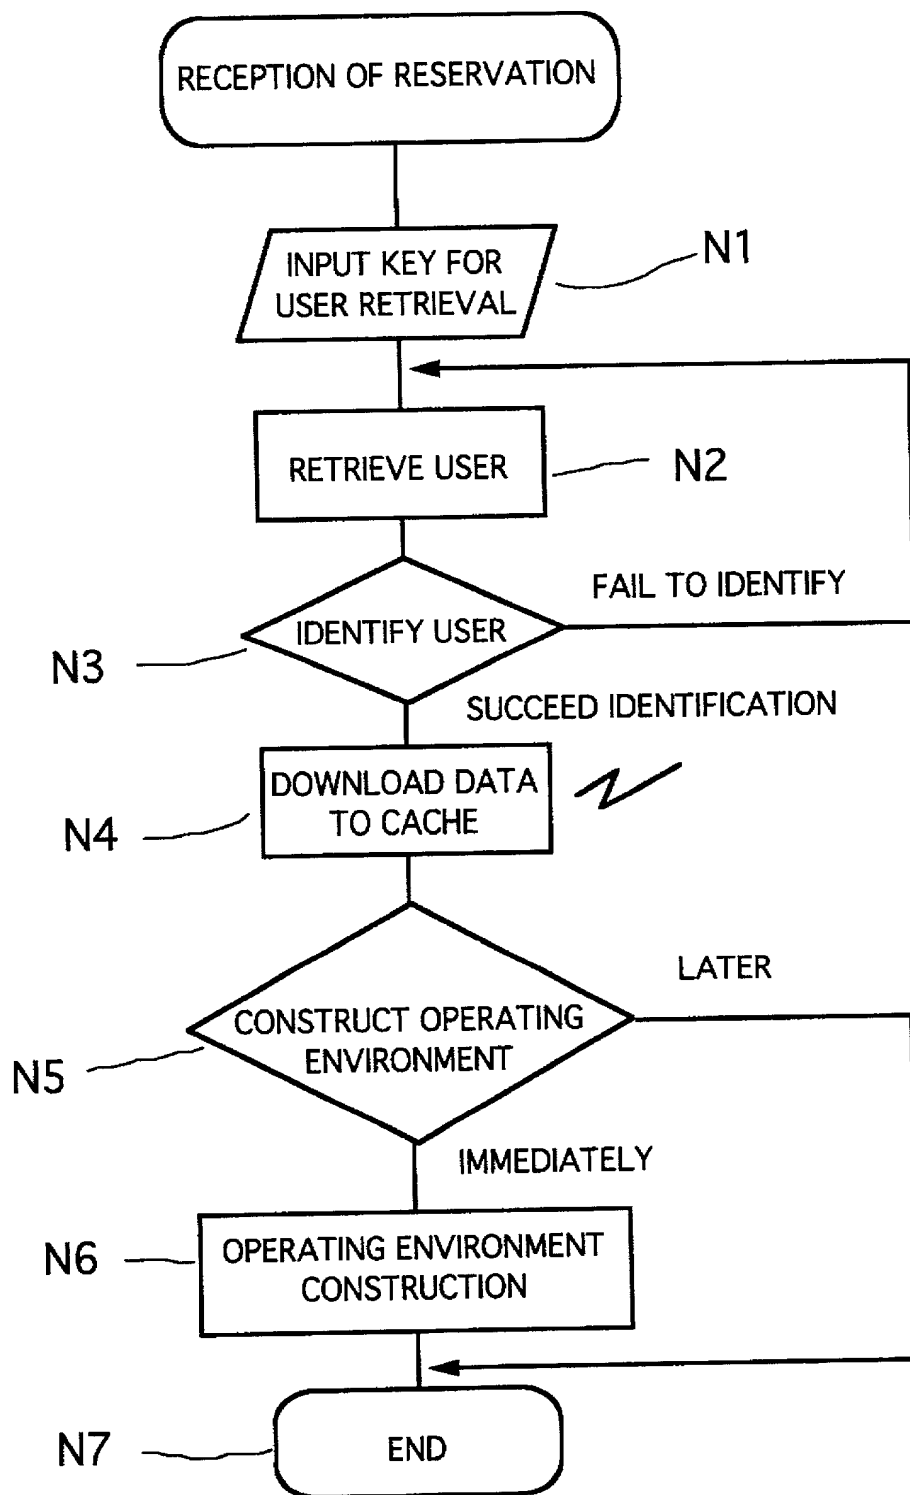 RECEPTION OF RESERVATION
INPUT KEY FOR
USER RETRIEVAL
N1
RETRIEVE USER
N2
FAIL TO IDENTIFY
IDENTIFY USER
N3
SUCCEED IDENTIFICATION
DOWNLOAD DATA
TO CACHE
N4
LATER
CONSTRUCT OPERATING
ENVIRONMENT
N5
IMMEDIATELY
OPERATING ENVIRONMENT
CONSTRUCTION
N6
END
N7